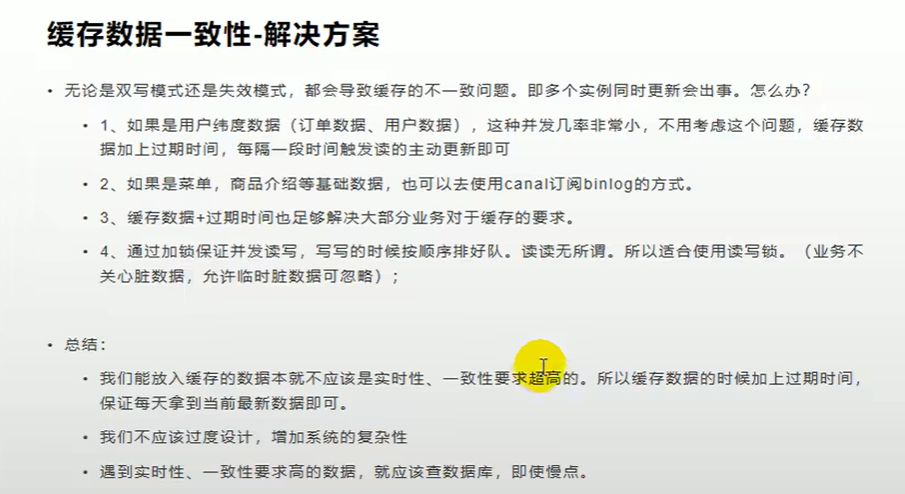 缓存数据一致性-解决方案
• 无论是双写模式还是失效模式，都会导致缓存的不一致问题。即多个实例同时更新会出事。怎么办？
• 1、如果是用户纬度数据（订单数据、用户数据），这种并发几率非常小，不用考虑这个问题，缓存数
据加上过期时间，每隔一段时间触发读的主动更新即可
• 2、如果是菜单，商品介绍等基础数据，也可以去使用canal订阅binlog的方式。
• 3、缓存数据+过期时间也足够解决大部分业务对于缓存的要求。
• 4、通过加锁保证并发读写，写写的时候按顺序排好队。读读无所谓。所以适合使用读写锁。（业务不
关心脏数据，允许临时脏数据可忽略）；
• 总结：
• 我们能放入缓存的数据本就不应该是实时性、一致性要求超高的。所以缓存数据的时候加上过期时间，
保证每天拿到当前最新数据即可。
• 我们不应该过度设计，增加系统的复杂性
• 遇到实时性、一致性要求高的数据，就应该查数据库，即使慢点。